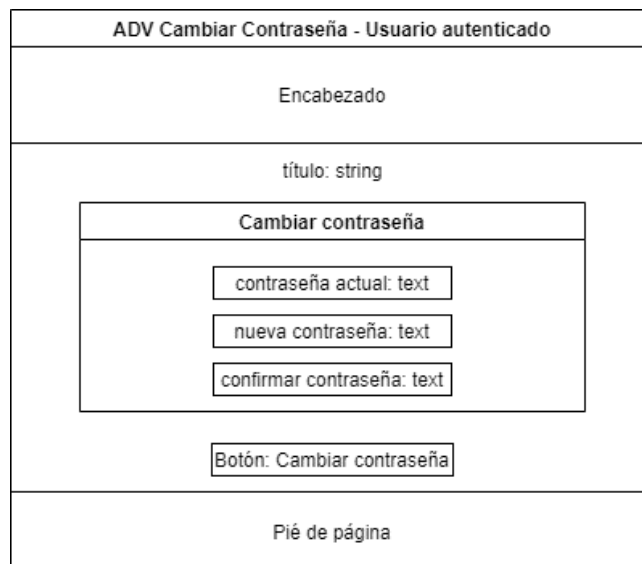 ADV Cambiar Contraseña - Usuario autenticado
Encabezado
título: string
Cambiar contraseña
contraseña actual: text
nueva contraseña: text
confirmar contraseña: text
Botón: Cambiar contraseña
Pié de página